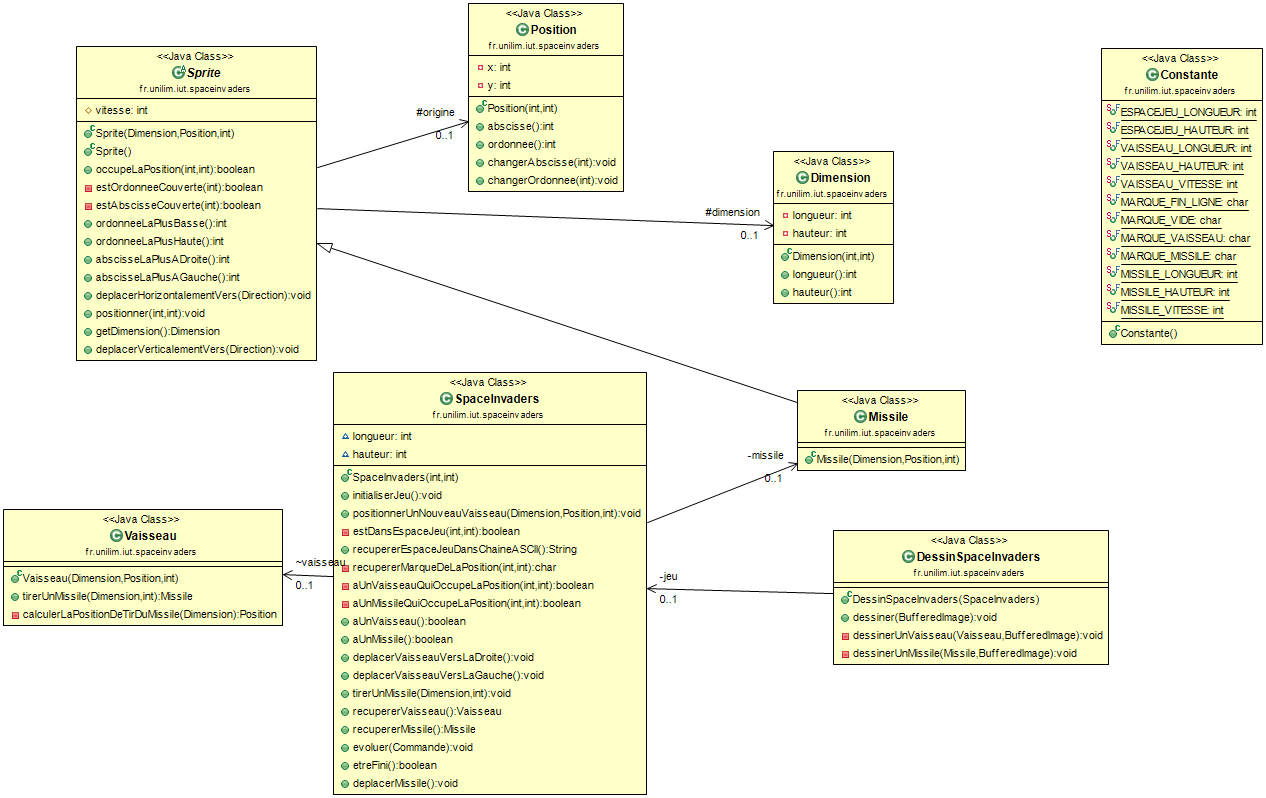 <<Java Class>>
Sprite
fr.unilim.iut.spaceinvaders
vitesse: int
Sprite(Dimension,Position,int)
Sprite()
occupeLaPosition(int,int):boolean
estOrdonneeCouverte(int):boolean
estAbscisseCouverte(int):boolean
ordonneeLaPlusBasse():int
ordonneeLaPlusHaute():int
abscisseLaPlusADroite():int
abscisseLaPlusAGauche():int
deplacerHorizontalementVers(Direction):void
positionner(int,int):void
getDimension():Dimension
deplacerVerticalementVers(Direction):void
#origine
0..1
<<Java Class>>
Position
fr.unilim.iut.spaceinvaders
x: int
y: int
Position(int,int)
abscisse():int
ordonnee():int
changerAbscisse(int):void
changerOrdonnee(int):void
#dimension
0..1
<<Java Class>>
Dimension
fr.unilim.iut.spaceinvaders
longueur: int
hauteur: int
Dimension(int,int)
longueur():int
hauteur():int
<<Java Class>>
Constante
fr.unilim.iut.spaceinvaders
ESPACEJEU_LONGUEUR: int
ESPACEJEU_HAUTEUR: int
VAISSEAU_LONGUEUR: int
VAISSEAU_HAUTEUR: int
VAISSEAU_VITESSE: int
MARQUE_FIN_LIGNE: char
MARQUE_VIDE: char
MARQUE_VAISSEAU: char
MARQUE_MISSILE: char
MISSILE_LONGUEUR: int
MISSILE_HAUTEUR: int
MISSILE_VITESSE: int
Constante()
<<Java Class>>
Vaisseau
fr.unilim.iut.spaceinvaders
Vaisseau(Dimension,Position,int)
tirerUnMissile(Dimension,int):Missile
calculerLaPositionDeTirDuMissile(Dimension):Position
~vaisseau
0..1
<<Java Class>>
SpaceInvaders
fr.unilim.iut.spaceinvaders
longueur: int
hauteur: int
SpaceInvaders(int,int)
initialiserJeu():void
positionnerUnNouveauVaisseau(Dimension,Position,int):void
estDansEspaceJeu(int,int):boolean
recupererEspaceJeuDansChaineASCII():String
recupererMarqueDeLaPosition(int,int):char
aUnVaisseauQuiOccupeLaPosition(int,int):boolean
aUnMissileQuiOccupeLaPosition(int,int):boolean
aUnVaisseau():boolean
aUnMissile():boolean
deplacerVaisseauVersLaDroite():void
deplacerVaisseauVersLaGauche():void
tirerUnMissile(Dimension,int):void
recupererVaisseau():Vaisseau
recupererMissile():Missile
evoluer(Commande):void
etreFini():boolean
deplacerMissile():void
-missile
0..1
<<Java Class>>
Missile
fr.unilim.iut.spaceinvaders
Missile(Dimension,Position,int)
-jeu
0..1
<<Java Class>>
DessinSpaceInvaders
fr.unilim.iut.spaceinvaders
DessinSpaceInvaders(SpaceInvaders)
dessiner(BufferedImage):void
dessinerUnVaisseau(Vaisseau,BufferedImage):void
dessinerUnMissile(Missile,BufferedImage):void